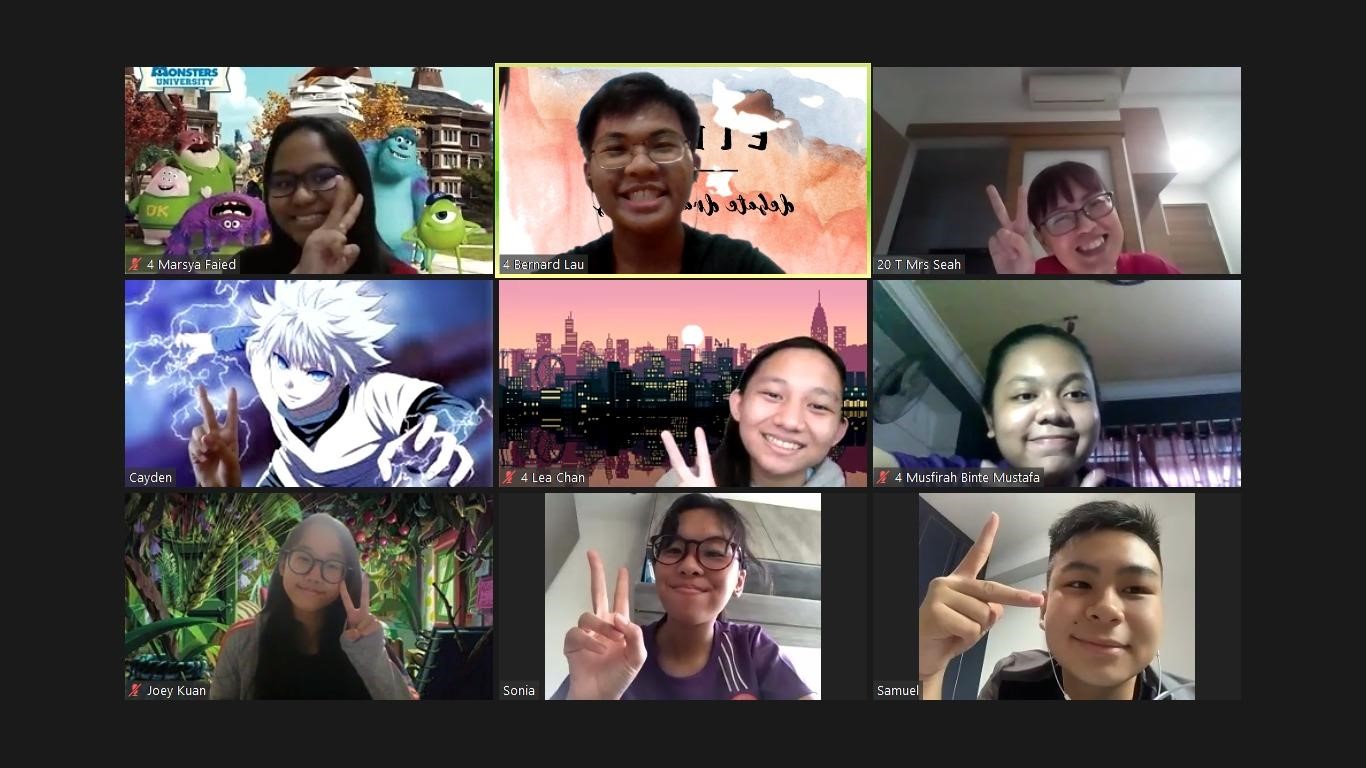 MONSTERS
UNIVERSITY
OK
4 Marsya Faied
4 Bernard Lau
debate
20 T Mrs Seah
Cayden
4 Lea Chan
4 Musfirah Binte Mustafa
Joey Kuan
Sonia
Samuel